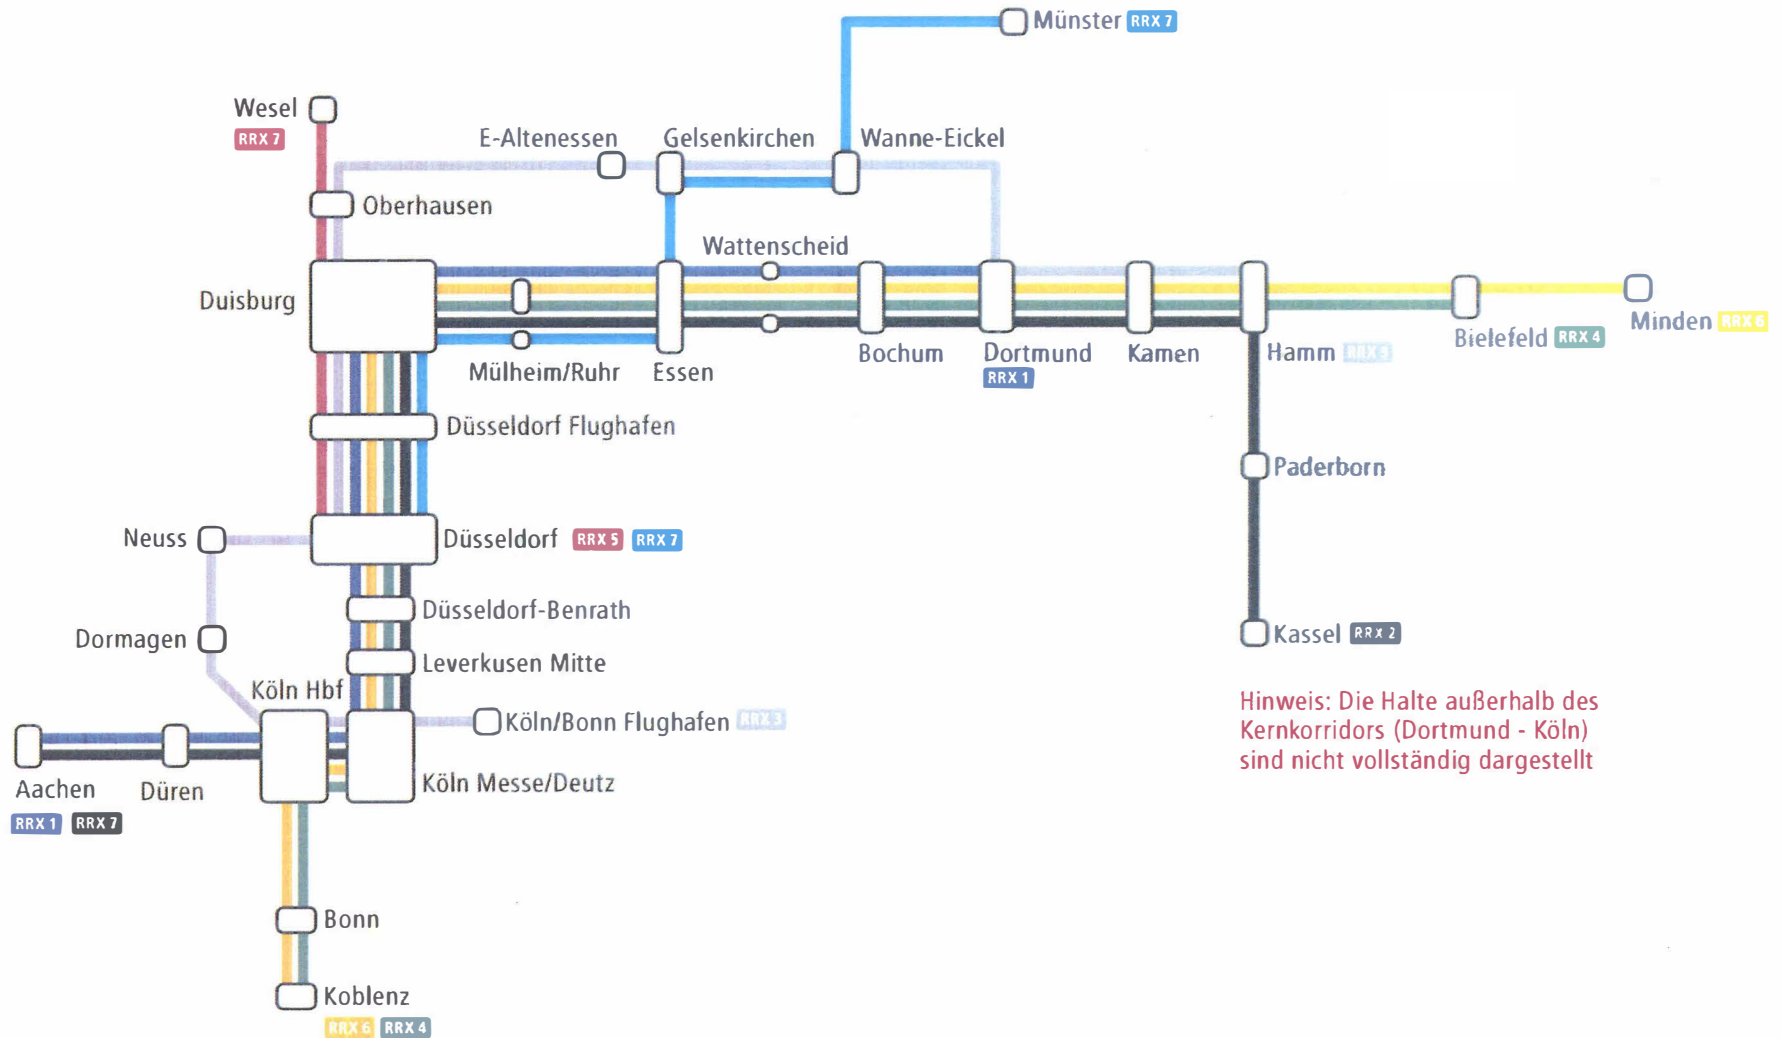 Münster RRX 7
Wesel
RRX 7
E-Altenessen
Gelsenkirchen
Wanne-Eickel
Oberhausen
Wattenscheid
Duisburg
Mülheim/Ruhr
Essen
Bochum
Dortmund
RRX 1
Kamen
Hamm RRX 3
Bielefeld RRX 4
Minden RRX 6
Düsseldorf Flughafen
Paderborn
Neuss
Düsseldorf RRX 5 RRX 7
Düsseldorf-Benrath
Dormagen
Leverkusen Mitte
Kassel RRX 2
Köln Hbf
Köln/Bonn Flughafen RRX 3
Hinweis: Die Halte außerhalb des
Kernkorridors (Dortmund - Köln)
sind nicht vollständig dargestellt
Aachen
RRX 1 RRX 7
Düren
Köln Messe/Deutz
Bonn
Koblenz
RRX 6 RRX 4